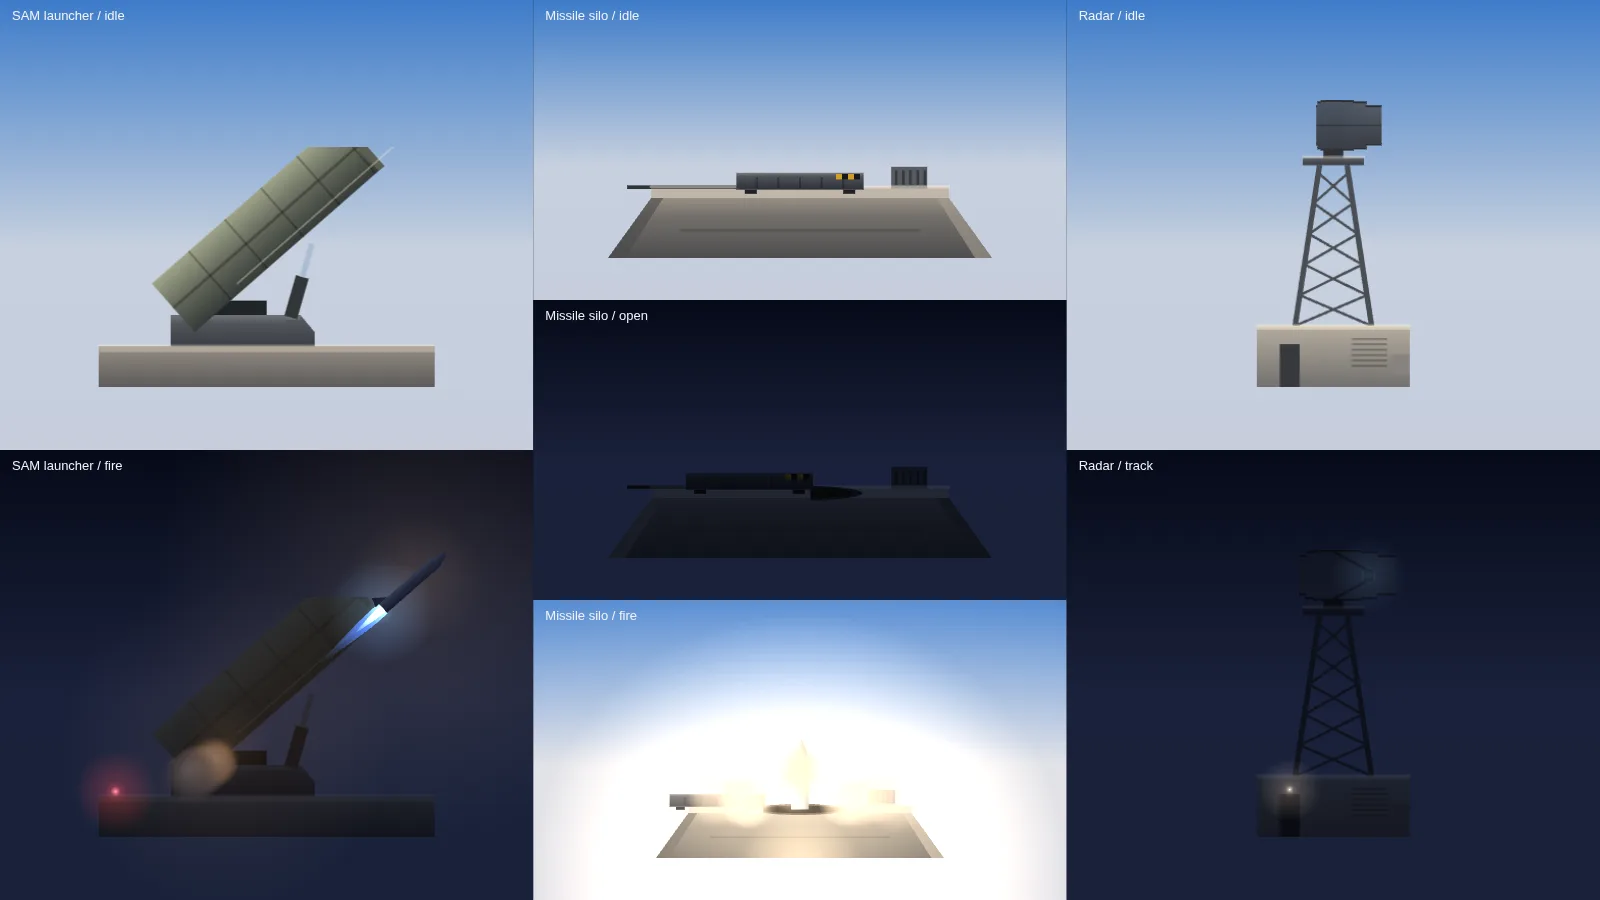 SAM launcher / idle
Missile silo / idle
Radar / idle
Missile silo / open
SAM launcher / fire
Radar / track
Missile silo / fire